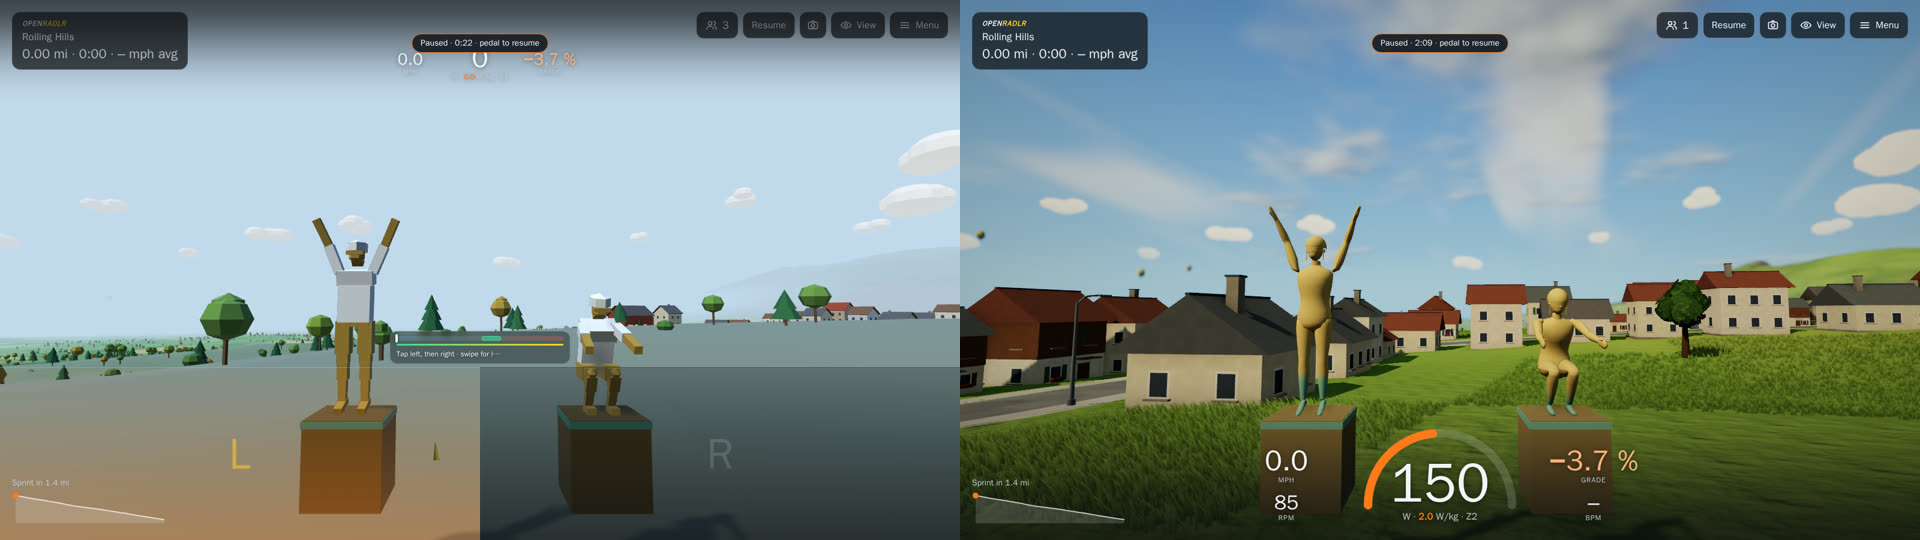 OPENRADLR
Rolling Hills
0.00 mi · 0:00 · – mph avg
3
Resume
View
Menu
Paused · 0:22 · pedal to resume
0.0
0
−3.7 %
0.0
Tap left, then right · swipe for l···
L
R
Sprint in 1.4 mi
OPENRADLR
Rolling Hills
0.00 mi · 0:00 · – mph avg
1
Resume
View
Menu
Paused · 2:09 · pedal to resume
Sprint in 1.4 mi
0.0
MPH
85
RPM
150
W · 2.0 W/kg · Z2
−3.7 %
GRADE
–
BPM